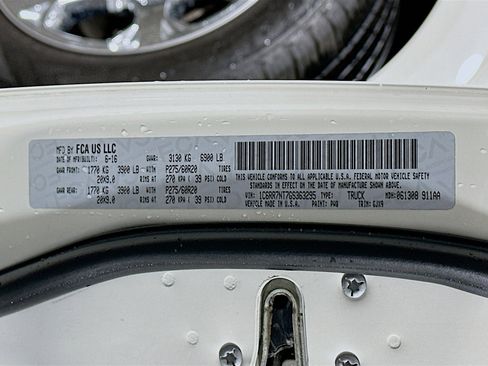 MFD BY FCA US LLC
DATE OF MFR(BUILT): 6-16 GVWR: 3130 KG 6900 LB
GAWR FRONT: 1770 KG 3900 LB WITH P275/60R20 TIRES
20X9.0 RIMS AT 270 KPA ( 39 PSI) COLD
GAWR REAR: 1770 KG 3900 LB WITH P275/60R20 TIRES
20X9.0 RIMS AT 270 KPA ( 39 PSI) COLD
THIS VEHICLE CONFORMS TO ALL APPLICABLE U.S.A. FEDERAL MOTOR VEHICLE SAFETY
STANDARDS IN EFFECT ON THE DATE OF MANUFACTURE SHOWN ABOVE.
VIN: 1C6RR7NT7GS363295 TYPE: TRUCK MDH: 061308 911AA
VEHICLE MADE IN U.S.A. PAINT: PW8 TRIM: GJX9